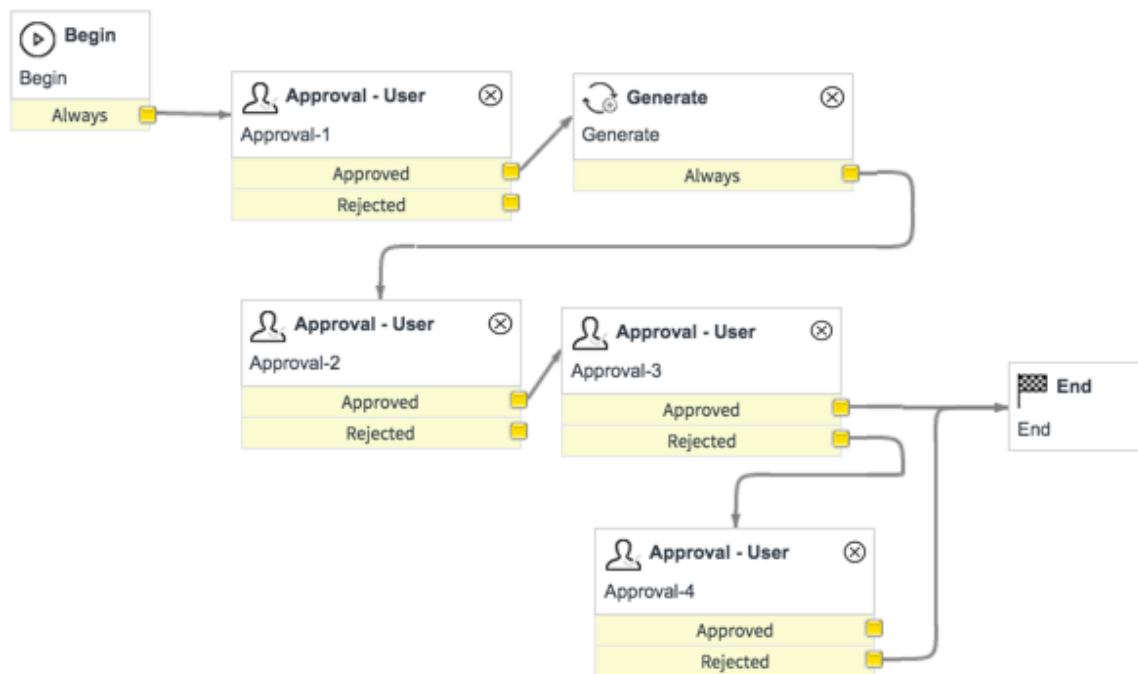 Begin
Begin
Always
Approval - User
Approval-1
Approved
Rejected
Generate
Generate
Always
Approval - User
Approval-2
Approved
Rejected
Approval - User
Approval-3
Approved
Rejected
End
End
Approval - User
Approval-4
Approved
Rejected